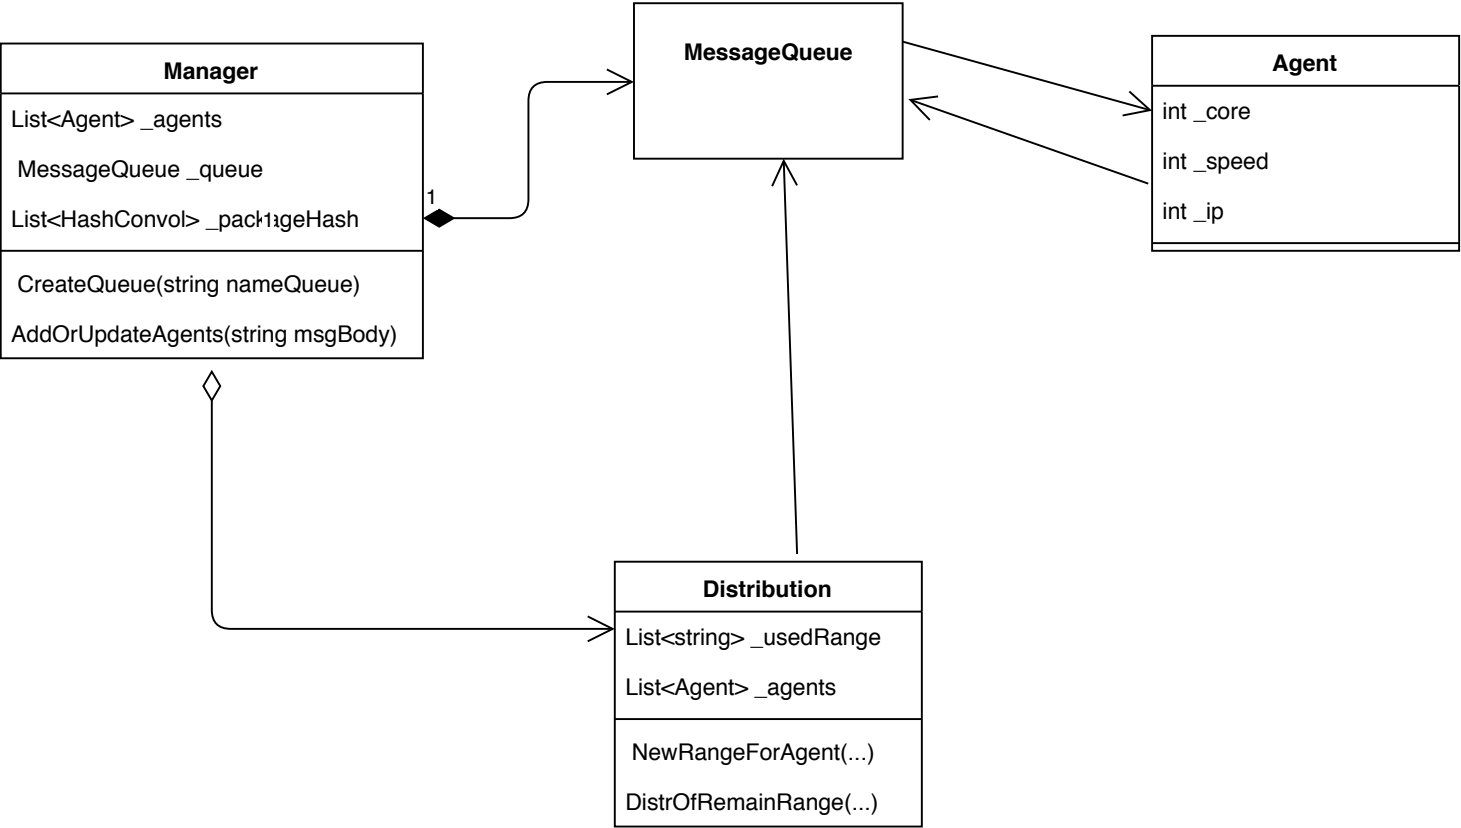 Manager
List<Agent> _agents
MessageQueue _queue
List<HashConvol> _pack1ageHash
1
CreateQueue(string nameQueue)
AddOrUpdateAgents(string msgBody)
MessageQueue
Agent
int _core
int _speed
int _ip
Distribution
List<string> _usedRange
List<Agent> _agents
NewRangeForAgent(...)
DistrOfRemainRange(...)